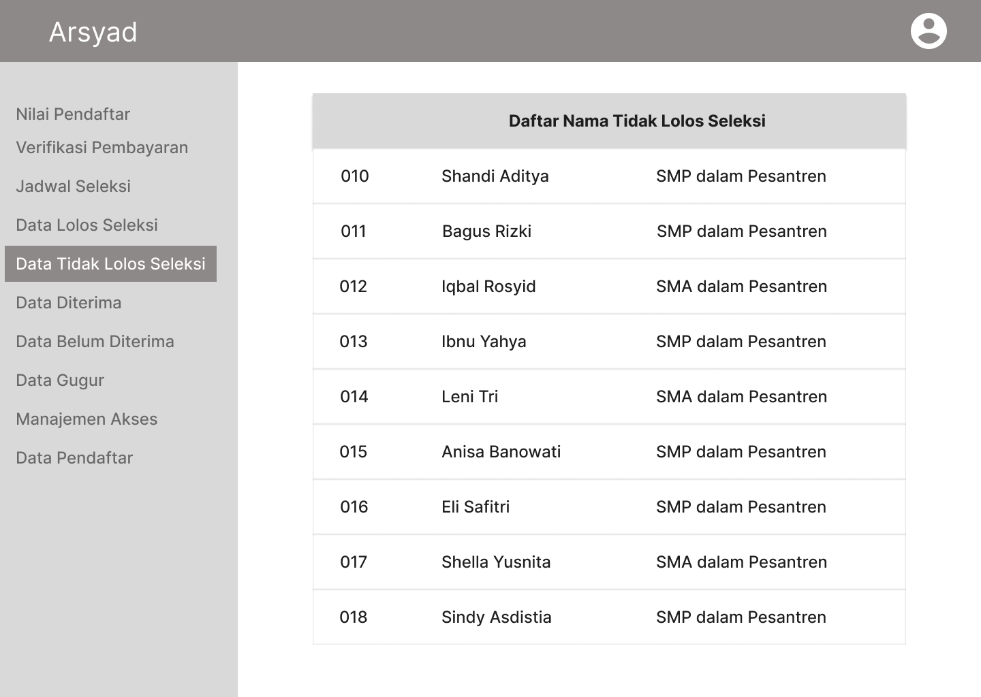 Arsyad
Nilai Pendaftar
Verifikasi Pembayaran
Jadwal Seleksi
Data Lolos Seleksi
Data Tidak Lolos Seleksi
Data Diterima
Data Belum Diterima
Data Gugur
Manajemen Akses
Data Pendaftar
Daftar Nama Tidak Lolos Seleksi
010 Shandi Aditya SMP dalam Pesantren
011 Bagus Rizki SMP dalam Pesantren
012 Iqbal Rosyid SMA dalam Pesantren
013 Ibnu Yahya SMP dalam Pesantren
014 Leni Tri SMA dalam Pesantren
015 Anisa Banowati SMP dalam Pesantren
016 Eli Safitri SMP dalam Pesantren
017 Shella Yusnita SMA dalam Pesantren
018 Sindy Asdistia SMP dalam Pesantren